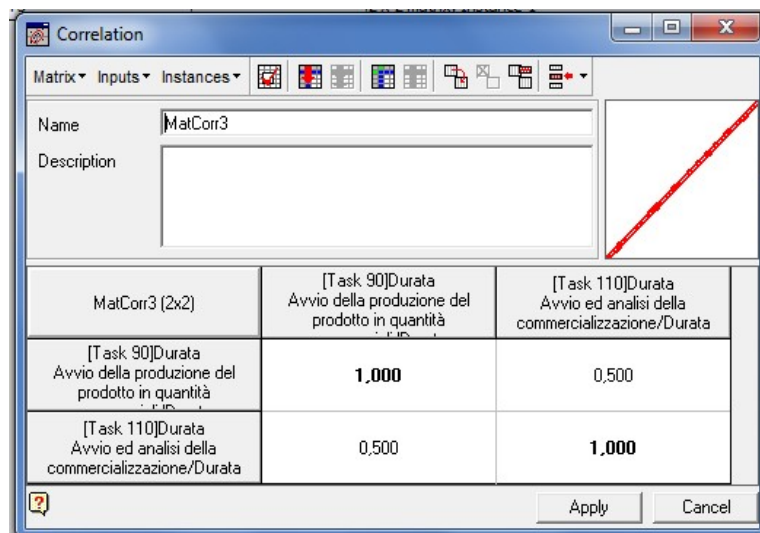 Correlation
Matrix Inputs Instances
Name MatCorr3
Description
MatCorr3 (2x2)
[Task 90]Durata
Avvio della produzione del
prodotto in quantità
[Task 110]Durata
Avvio ed analisi della
commercializzazione/Durata
[Task 90]Durata
Avvio della produzione del
prodotto in quantità
1,000 0,500
[Task 110]Durata
Avvio ed analisi della
commercializzazione/Durata
0,500 1,000
Apply Cancel